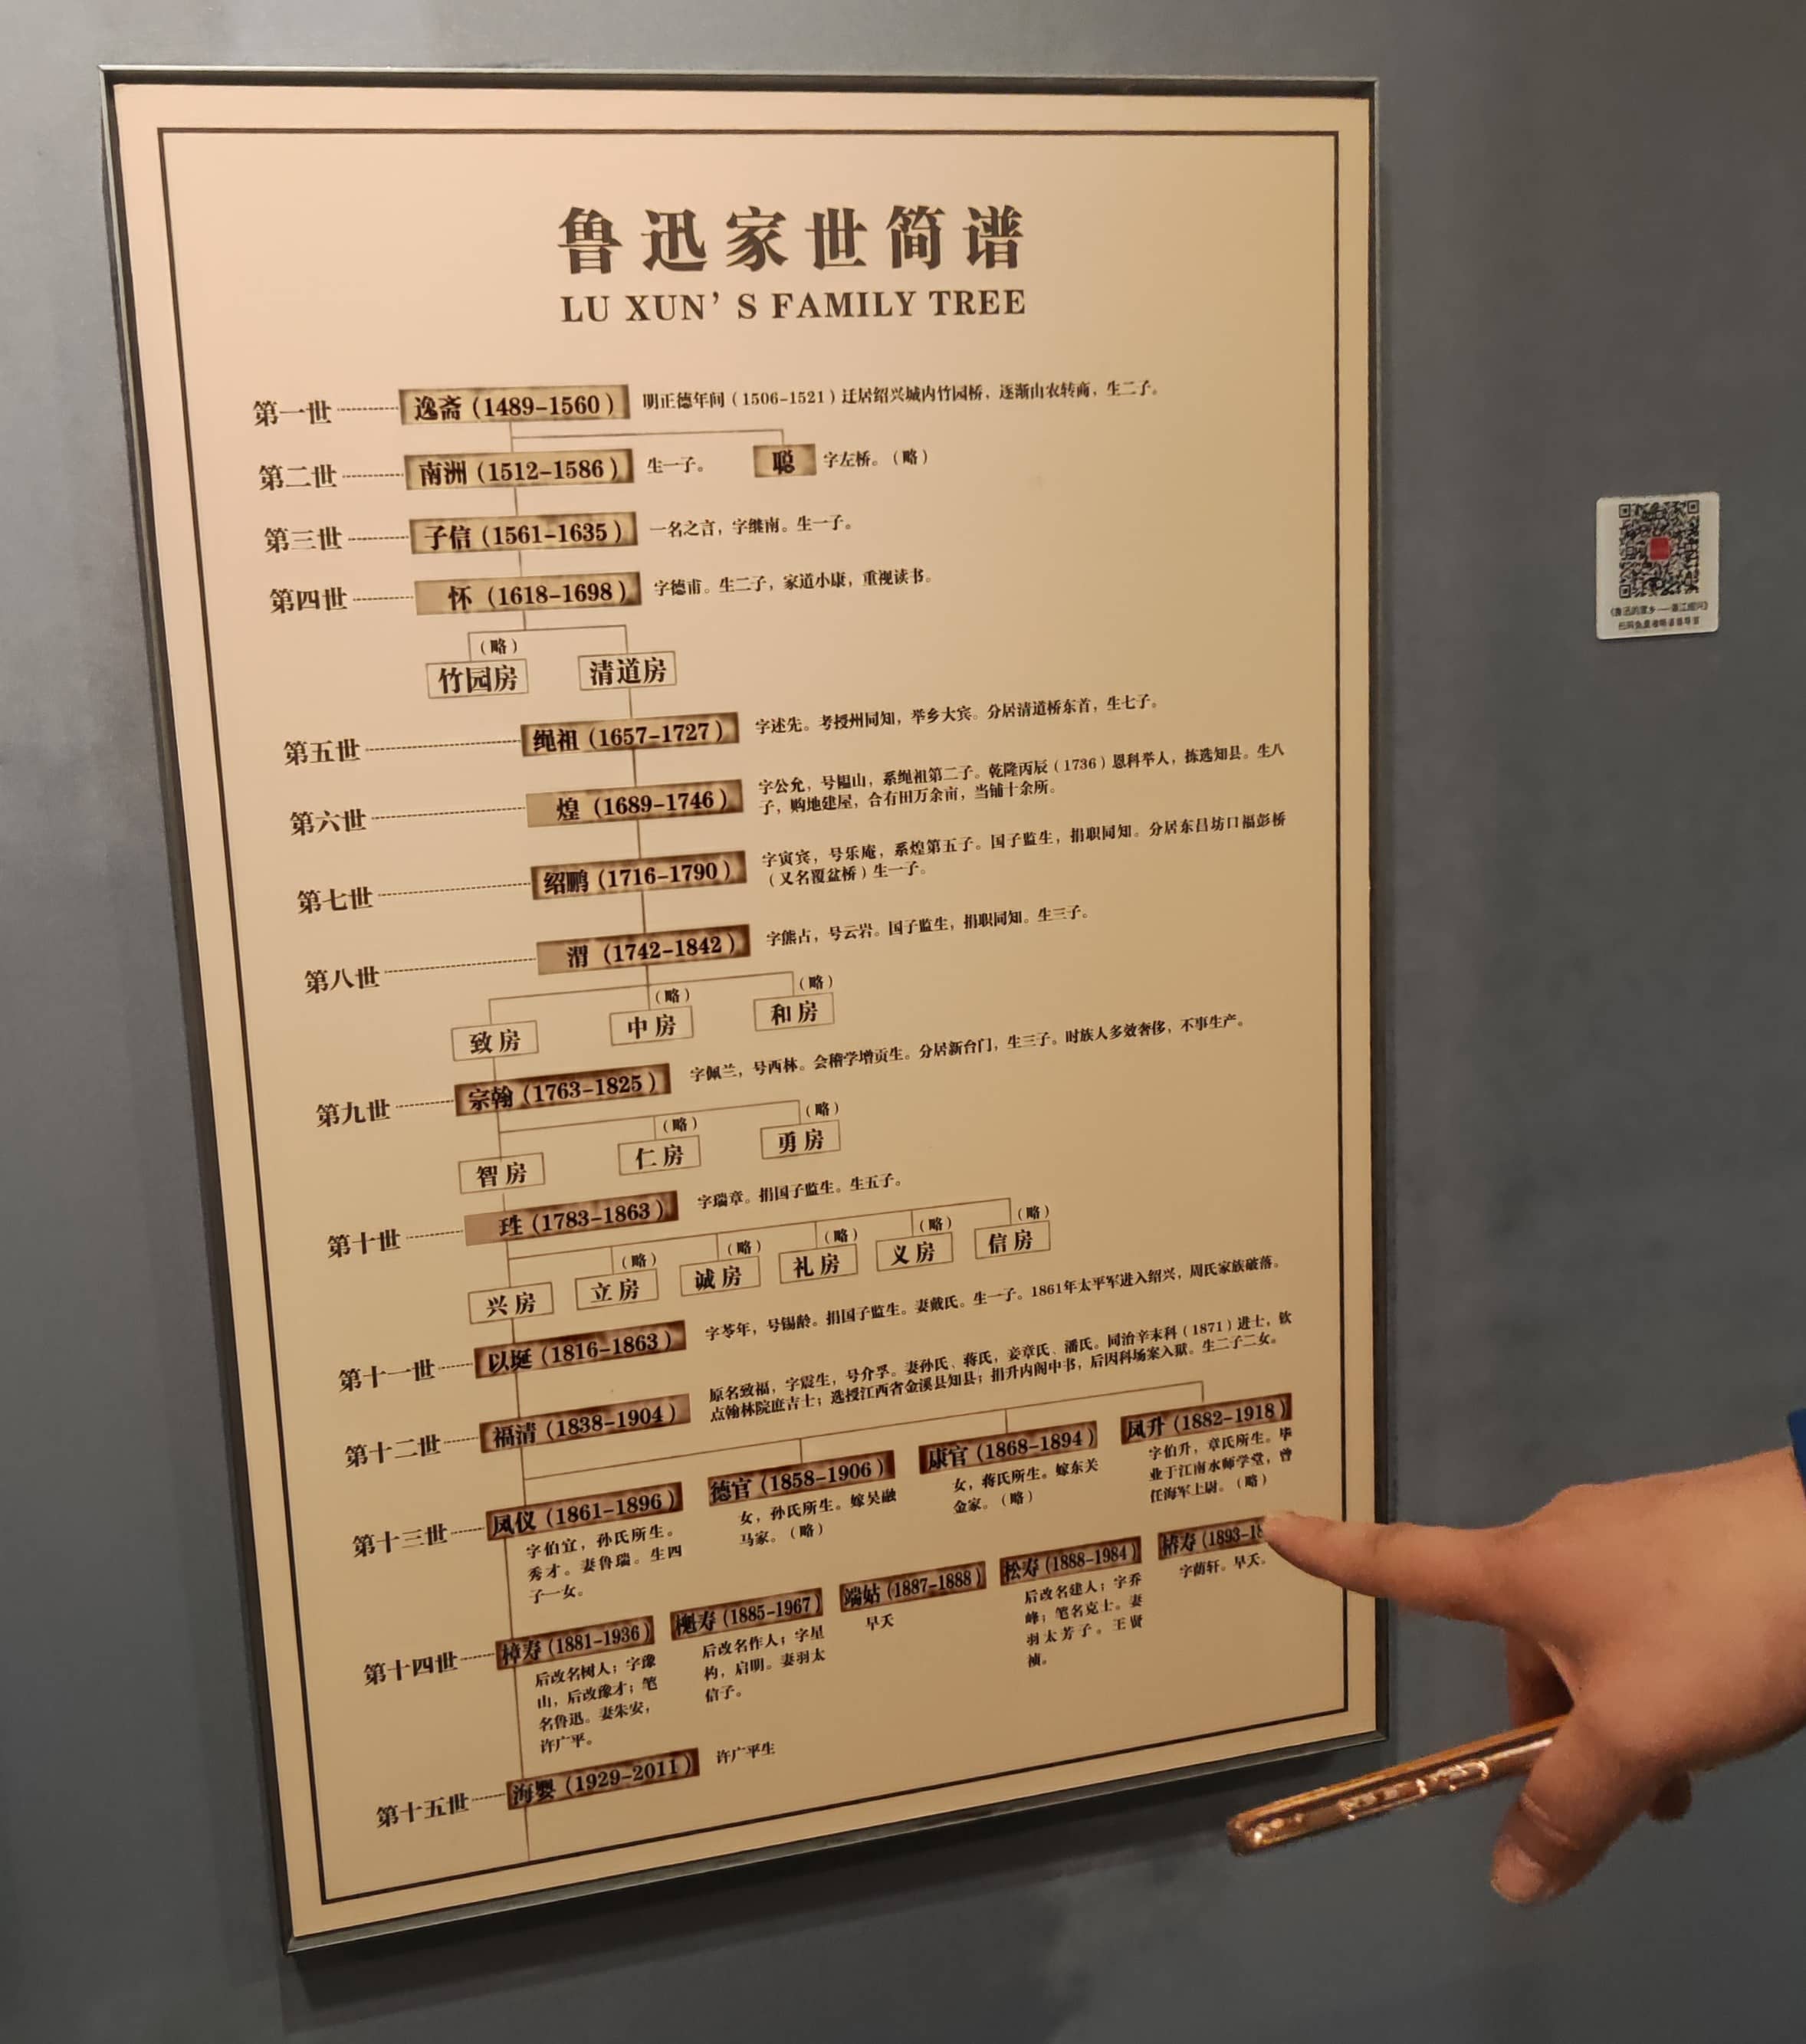 鲁迅家世简谱
LU XUN’S FAMILY TREE
第一世 逸斋（1489-1560） 明正德年间（1506-1521）迁居绍兴城内竹园桥，逐渐由农转商，生二子。
第二世 南洲（1512-1586） 生一子。 聪 字左桥。（略）
第三世 子信（1561-1635） 一名之言，字继南。生一子。
第四世 怀（1618-1698） 字德甫。生二子，家道小康，重视读书。
（略）
竹园房 清道房
第五世 绳祖（1657-1727） 字述先。考授州同知，举乡大宾。分居清道桥东首，生七子。
第六世 煌（1689-1746） 字公允，号韫山，系绳祖第二子。乾隆丙辰（1736）恩科举人，拣选知县。生八
子，购地建屋，合有田万余亩，当铺十余所。
第七世 绍鹏（1716-1790） 字寅宾，号乐庵，系煌第五子。国子监生，捐职同知。分居东昌坊口福彭桥
（又名覆盆桥）生一子。
第八世 渭（1742-1842） 字熊占，号云岩。国子监生，捐职同知。生三子。
（略） （略）
致房 中房 和房
第九世 宗翰（1763-1825） 字佩兰，号西林。会稽学增贡生。分居新台门，生三子。时族人多效奢侈，不事生产。
（略） （略）
智房 仁房 勇房
第十世 珄（1783-1863） 字瑞章。捐国子监生。生五子。
（略） （略） （略） （略） （略）
兴房 立房 诚房 礼房 义房 信房
第十一世 以埏（1816-1863） 字苓年，号锡龄。捐国子监生。妻戴氏。生一子。1861年太平军进入绍兴，周氏家族破落。
第十二世 福清（1838-1904） 原名致福，字震生，号介孚。妻孙氏、蒋氏，妾章氏、潘氏。同治辛未科（1871）进士，钦
点翰林院庶吉士；选授江西省金溪县知县；捐升内阁中书，后因科场案入狱。生二子二女。
第十三世 凤仪（1861-1896） 德官（1858-1906） 康官（1868-1894） 凤升（1882-1918）
字伯宜，孙氏所生。
秀才。妻鲁瑞。生四
子一女。
女，孙氏所生。嫁吴融
马家。（略）
女，蒋氏所生。嫁东关
金家。（略）
字伯升，章氏所生。毕
业于江南水师学堂，曾
任海军上尉。（略）
第十四世 樟寿（1881-1936） 槐寿（1885-1967） 端姑（1887-1888） 松寿（1888-1984） 椿寿（1893-18
后改名树人；字豫
山，后改豫才；笔
名鲁迅。妻朱安，
许广平。
后改名作人；字星
杓，启明。妻羽太
信子。
早夭
后改名建人；字乔
峰；笔名克士。妻
羽太芳子。王贤
桢。
字荫轩。早夭。
第十五世 海婴（1929-2011） 许广平生